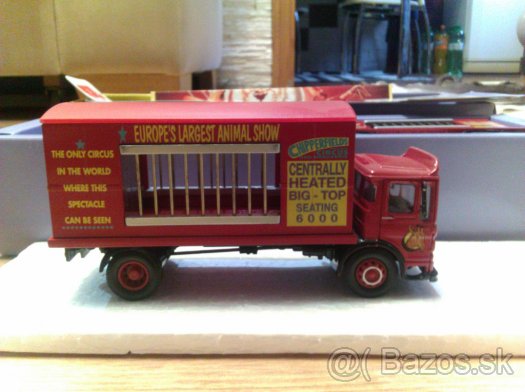 EUROPE'S LARGEST ANIMAL SHOW
THE ONLY CIRCUS
IN THE WORLD
WHERE THIS
SPECTACLE
CAN BE SEEN
CHIPPERFIELDS
CIRCUS
CENTRALLY
HEATED
BIG-TOP
SEATING
6000
@( Bazos.sk